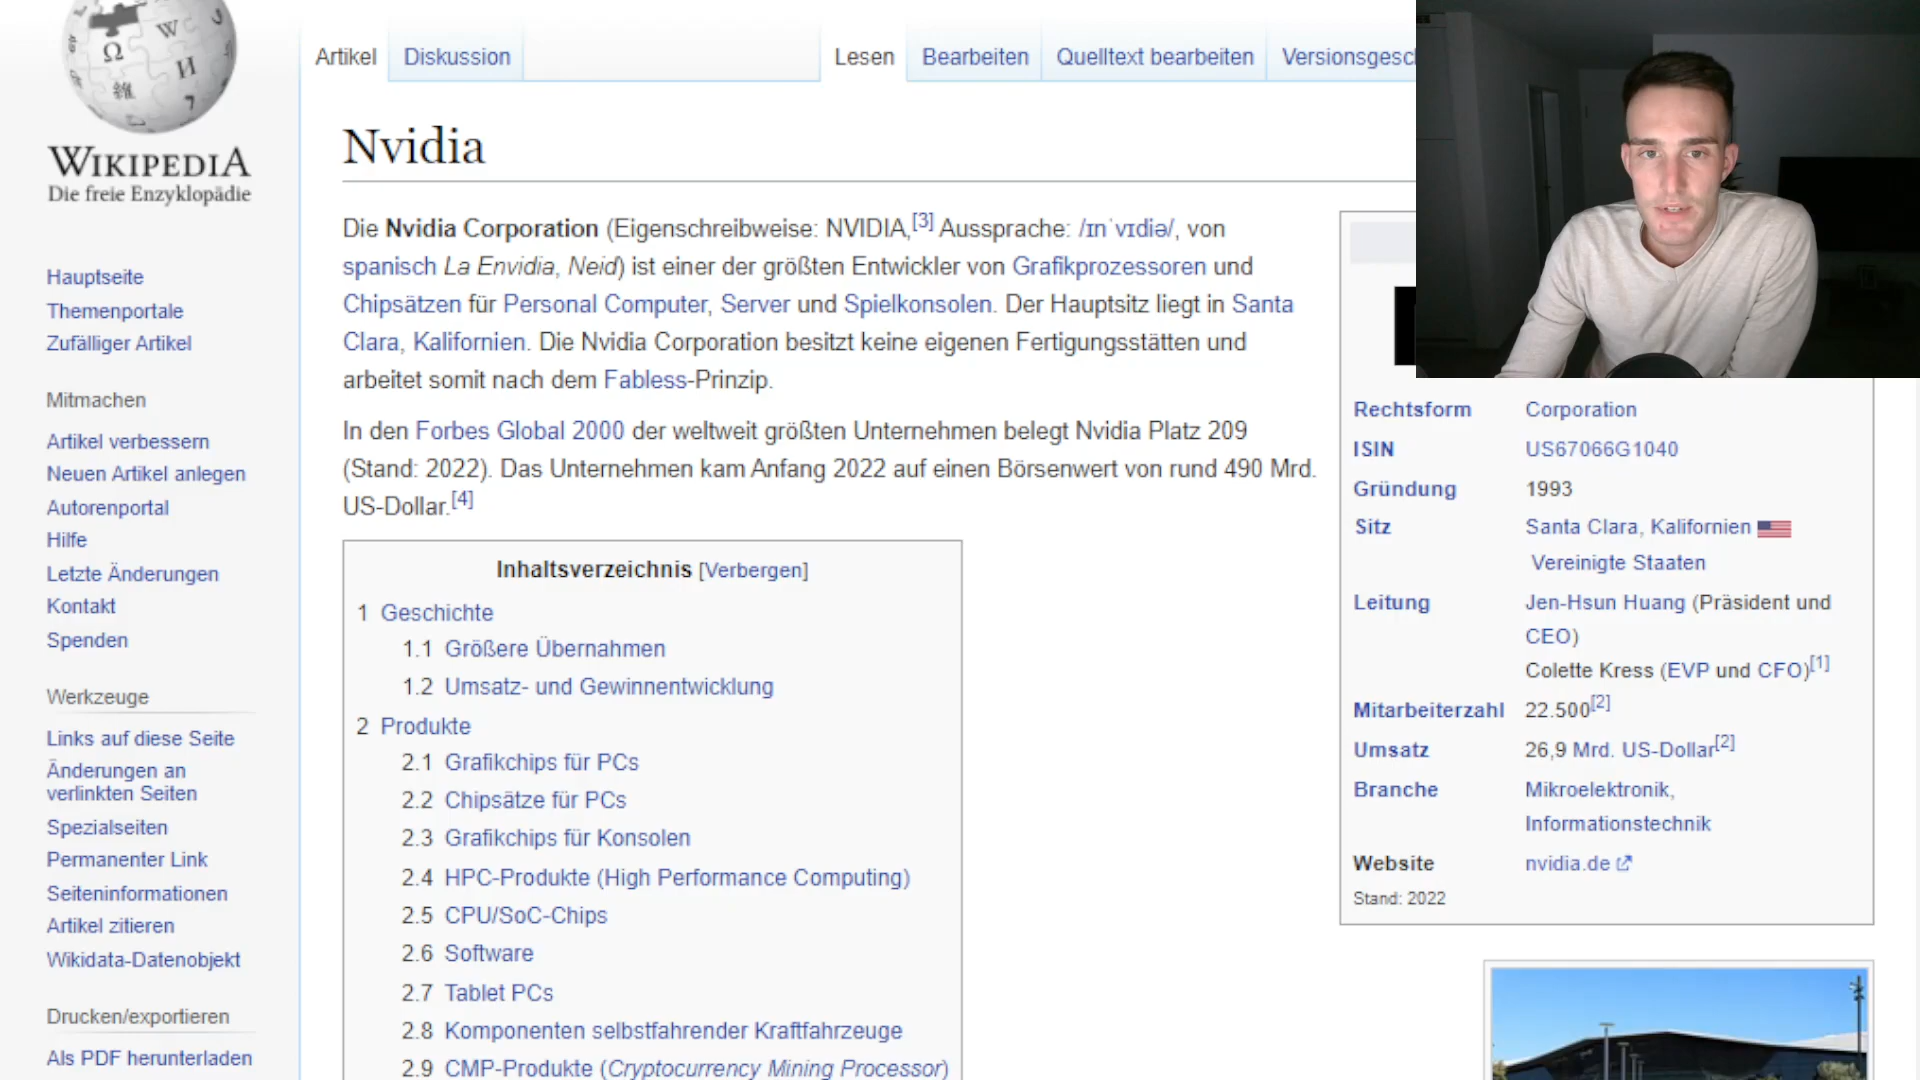 WIKIPEDIA
Die freie Enzyklopädie
Hauptseite
Themenportale
Zufälliger Artikel
Mitmachen
Artikel verbessern
Neuen Artikel anlegen
Autorenportal
Hilfe
Letzte Änderungen
Kontakt
Spenden
Werkzeuge
Links auf diese Seite
Änderungen an
verlinkten Seiten
Spezialseiten
Permanenter Link
Seiteninformationen
Artikel zitieren
Wikidata-Datenobjekt
Drucken/exportieren
Als PDF herunterladen
Artikel Diskussion Lesen Bearbeiten Quelltext bearbeiten Versionsgesch
Nvidia
Die Nvidia Corporation (Eigenschreibweise: NVIDIA,[3] Aussprache: /ɪnˈvɪdiə/, von
spanisch La Envidia, Neid) ist einer der größten Entwickler von Grafikprozessoren und
Chipsätzen für Personal Computer, Server und Spielkonsolen. Der Hauptsitz liegt in Santa
Clara, Kalifornien. Die Nvidia Corporation besitzt keine eigenen Fertigungsstätten und
arbeitet somit nach dem Fabless-Prinzip.
In den Forbes Global 2000 der weltweit größten Unternehmen belegt Nvidia Platz 209
(Stand: 2022). Das Unternehmen kam Anfang 2022 auf einen Börsenwert von rund 490 Mrd.
US-Dollar.[4]
Inhaltsverzeichnis [Verbergen]
1 Geschichte
1.1 Größere Übernahmen
1.2 Umsatz- und Gewinnentwicklung
2 Produkte
2.1 Grafikchips für PCs
2.2 Chipsätze für PCs
2.3 Grafikchips für Konsolen
2.4 HPC-Produkte (High Performance Computing)
2.5 CPU/SoC-Chips
2.6 Software
2.7 Tablet PCs
2.8 Komponenten selbstfahrender Kraftfahrzeuge
2.9 CMP-Produkte (Cryptocurrency Mining Processor)
Rechtsform Corporation
ISIN US67066G1040
Gründung 1993
Sitz Santa Clara, Kalifornien
Vereinigte Staaten
Leitung Jen-Hsun Huang (Präsident und
CEO)
Colette Kress (EVP und CFO)[1]
Mitarbeiterzahl 22.500[2]
Umsatz 26,9 Mrd. US-Dollar[2]
Branche Mikroelektronik,
Informationstechnik
Website nvidia.de
Stand: 2022